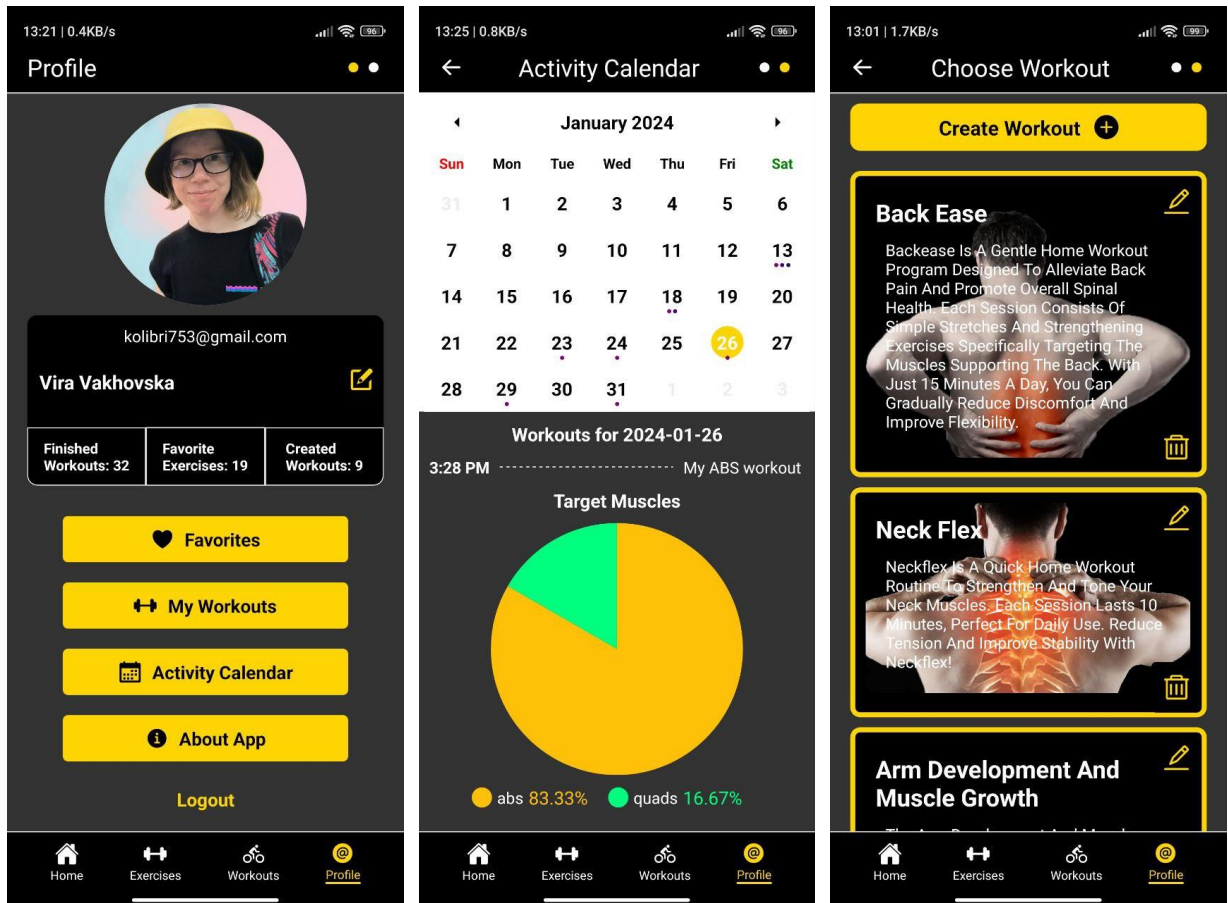 13:21 | 0.4KB/s
96
Profile
kolibri753@gmail.com
Vira Vakhovska
Finished
Workouts: 32
Favorite
Exercises: 19
Created
Workouts: 9
Favorites
My Workouts
Activity Calendar
About App
Logout
Home Exercises Workouts @ Profile
13:25 | 0.8KB/s
96
Activity Calendar
January 2024
Sun Mon Tue Wed Thu Fri Sat
31 1 2 3 4 5 6
7 8 9 10 11 12 13
14 15 16 17 18 19 20
21 22 23 24 25 26 27
28 29 30 31 1 2 3
Workouts for 2024-01-26
3:28 PM My ABS workout
Target Muscles
abs 83.33% quads 16.67%
Home Exercises Workouts @ Profile
13:01 | 1.7KB/s
99
Choose Workout
Create Workout
Back Ease
Backease Is A Gentle Home Workout
Program Designed To Alleviate Back
Pain And Promote Overall Spinal
Health. Each Session Consists Of
Simple Stretches And Strengthening
Exercises Specifically Targeting The
Muscles Supporting The Back. With
Just 15 Minutes A Day, You Can
Gradually Reduce Discomfort And
Improve Flexibility.
Neck Flex
Neckflex Is A Quick Home Workout
Routine To Strengthen And Tone Your
Neck Muscles. Each Session Lasts 10
Minutes, Perfect For Daily Use. Reduce
Tension And Improve Stability With
Neckflex!
Arm Development And
Muscle Growth
Home Exercises Workouts @ Profile